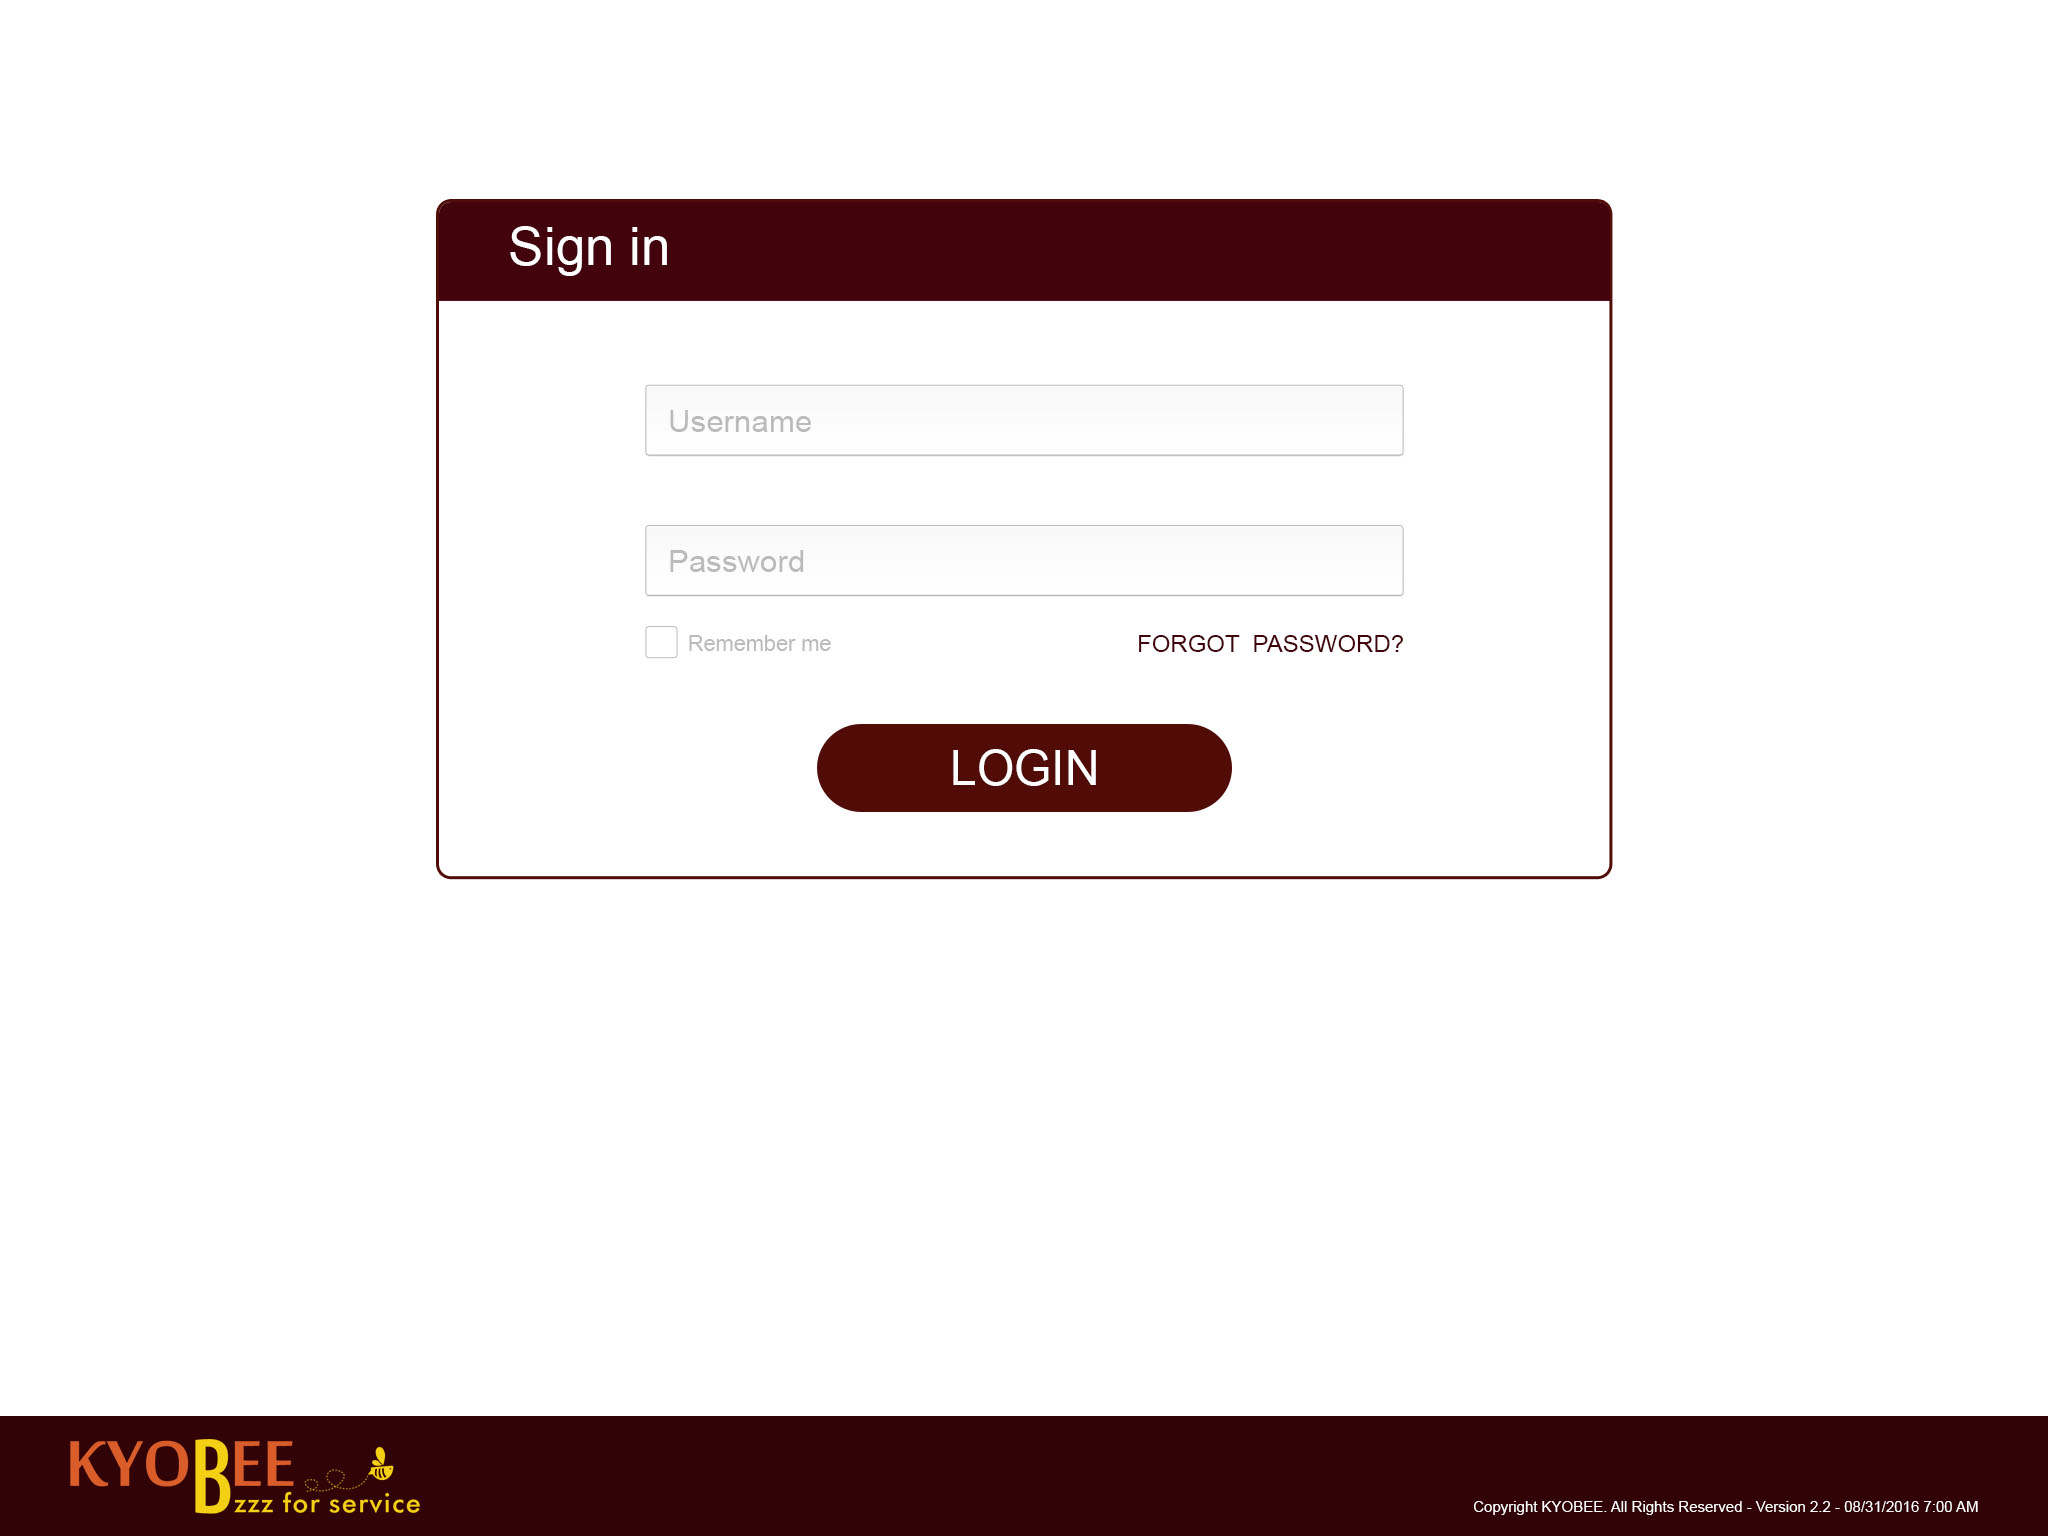 Sign in
Username
Password
Remember me
FORGOT PASSWORD?
LOGIN
KYOBEE
Bzzz for service
Copyright KYOBEE. All Rights Reserved - Version 2.2 - 08/31/2016 7:00 AM